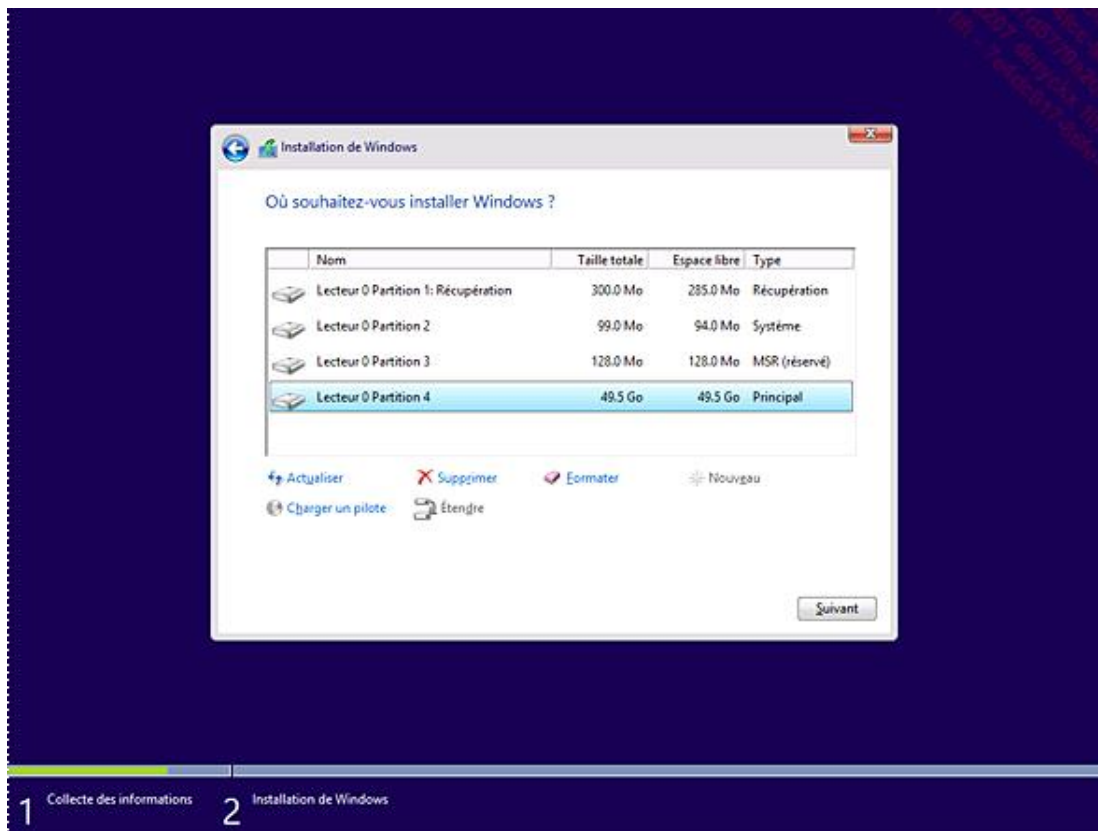 Installation de Windows
Où souhaitez-vous installer Windows ?
Nom Taille totale Espace libre Type
Lecteur 0 Partition 1: Récupération 300.0 Mo 285.0 Mo Récupération
Lecteur 0 Partition 2 99.0 Mo 94.0 Mo Système
Lecteur 0 Partition 3 128.0 Mo 128.0 Mo MSR (réservé)
Lecteur 0 Partition 4 49.5 Go 49.5 Go Principal
Actualiser Supprimer Formater Nouveau
Charger un pilote Étendre
Suivant
1 Collecte des informations 2 Installation de Windows